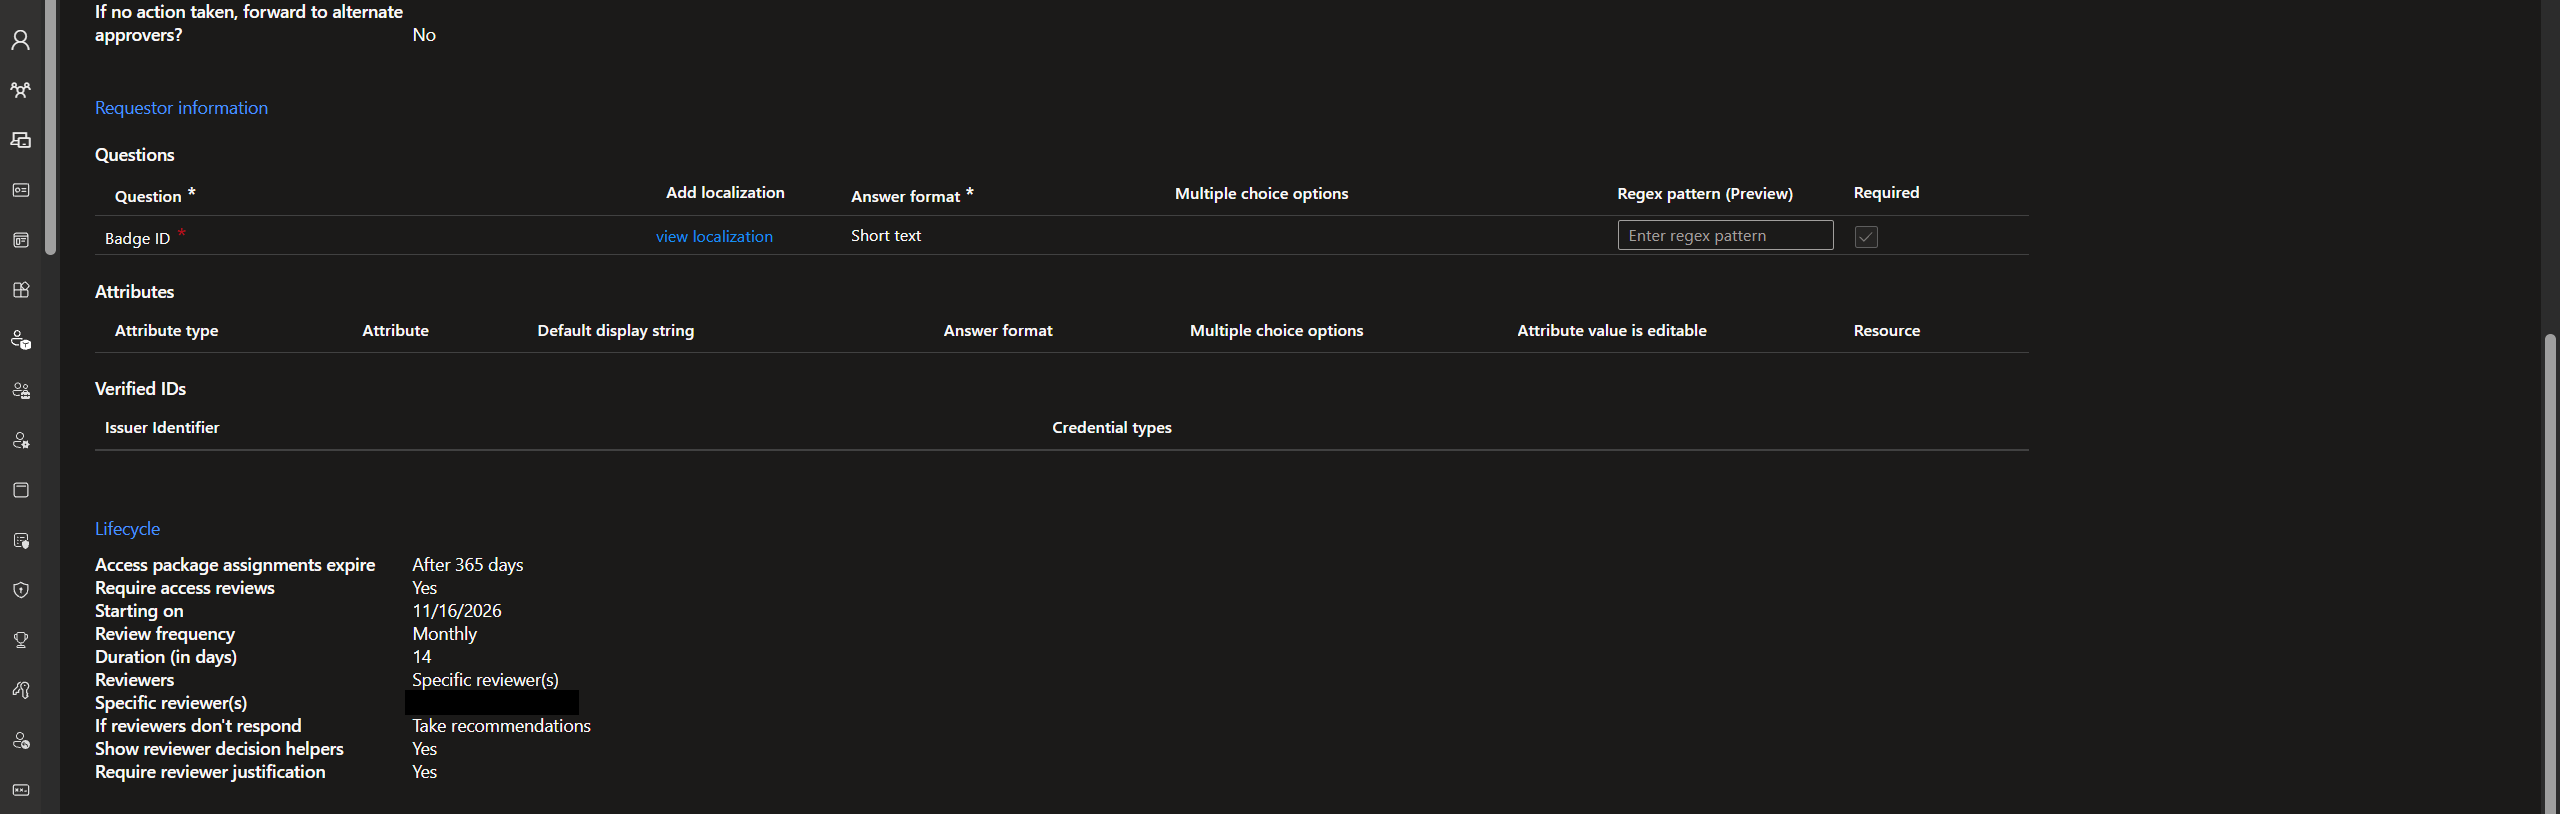 If no action taken, forward to alternate
approvers? No
Requestor information
Questions
Question * Add localization Answer format * Multiple choice options Regex pattern (Preview) Required
Badge ID * view localization Short text Enter regex pattern
Attributes
Attribute type Attribute Default display string Answer format Multiple choice options Attribute value is editable Resource
Verified IDs
Issuer Identifier Credential types
Lifecycle
Access package assignments expire After 365 days
Require access reviews Yes
Starting on 11/16/2026
Review frequency Monthly
Duration (in days) 14
Reviewers Specific reviewer(s)
Specific reviewer(s)
If reviewers don't respond Take recommendations
Show reviewer decision helpers Yes
Require reviewer justification Yes